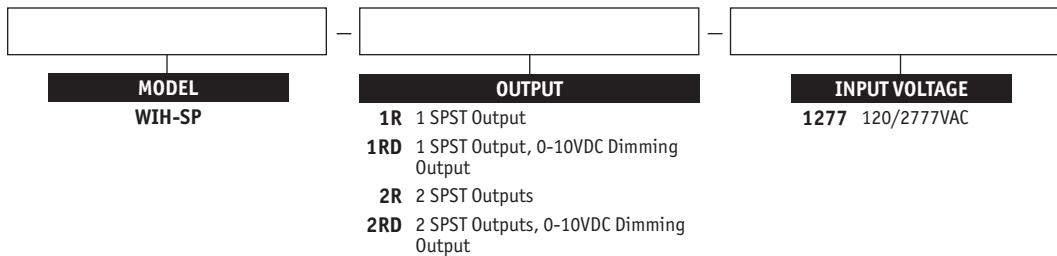 – –
MODEL
WIH-SP
OUTPUT
1R 1 SPST Output
1RD 1 SPST Output, 0-10VDC Dimming
Output
2R 2 SPST Outputs
2RD 2 SPST Outputs, 0-10VDC Dimming
Output
INPUT VOLTAGE
1277 120/2777VAC